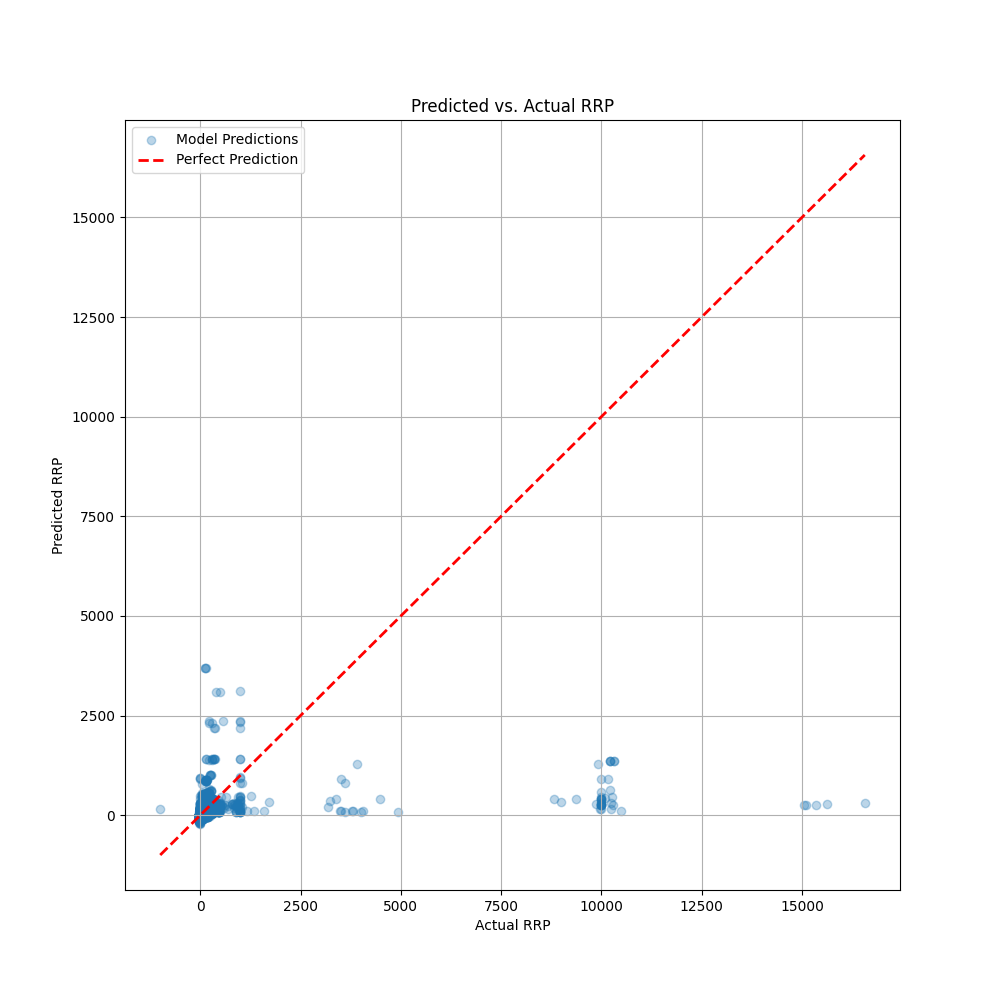 Predicted vs. Actual RRP
Model Predictions
Perfect Prediction
15000
12500
10000
7500
5000
2500
0
Predicted RRP
0 2500 5000 7500 10000 12500 15000
Actual RRP